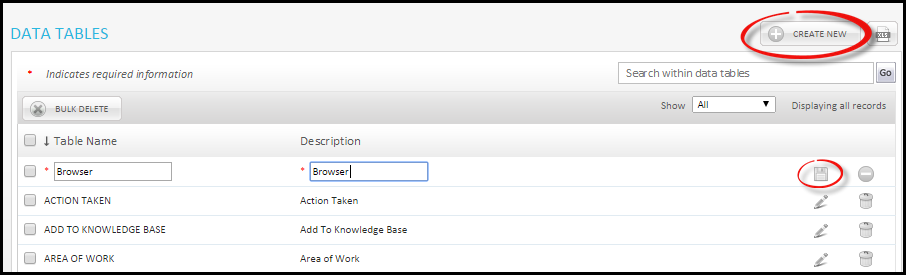 DATA TABLES
CREATE NEW
XLSX
* Indicates required information
Search within data tables
Go
BULK DELETE
Show All Displaying all records
↓ Table Name Description
* Browser * Browser
ACTION TAKEN Action Taken
ADD TO KNOWLEDGE BASE Add To Knowledge Base
AREA OF WORK Area of Work